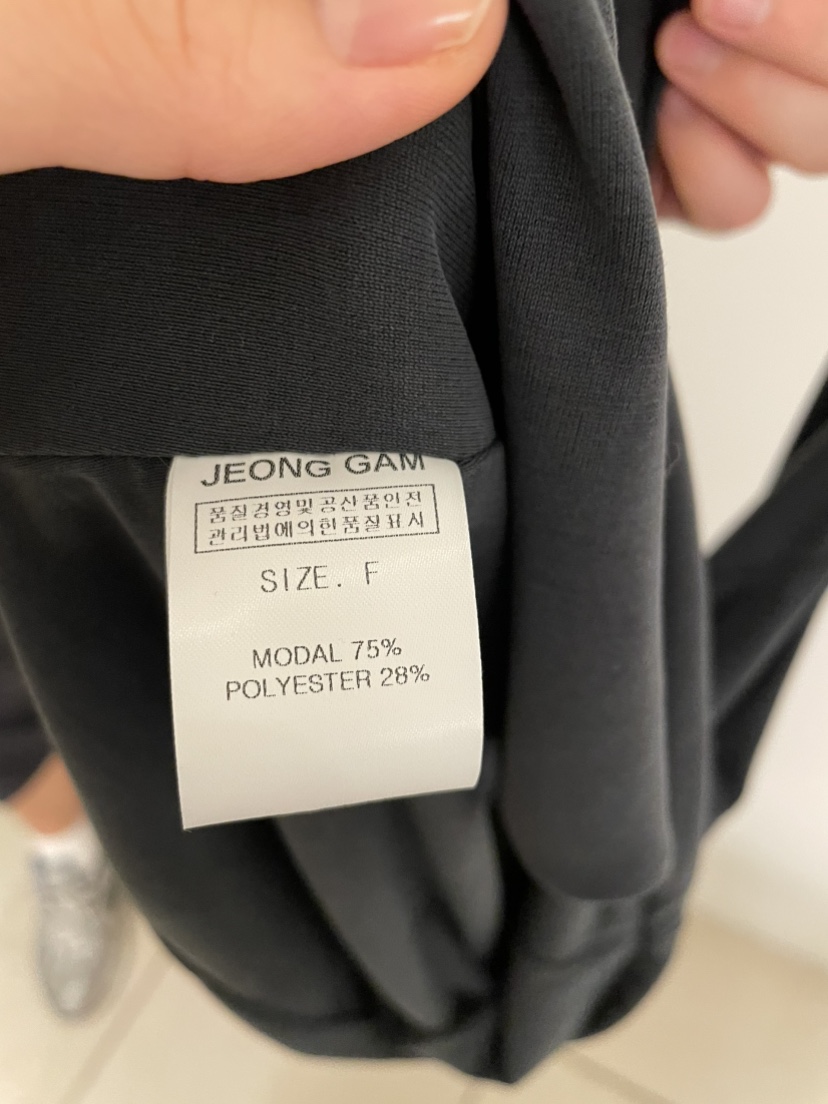 JEONG GAM
품질경영및공산품안전
관리법에의한품질표시
SIZE. F
MODAL 75%
POLYESTER 28%